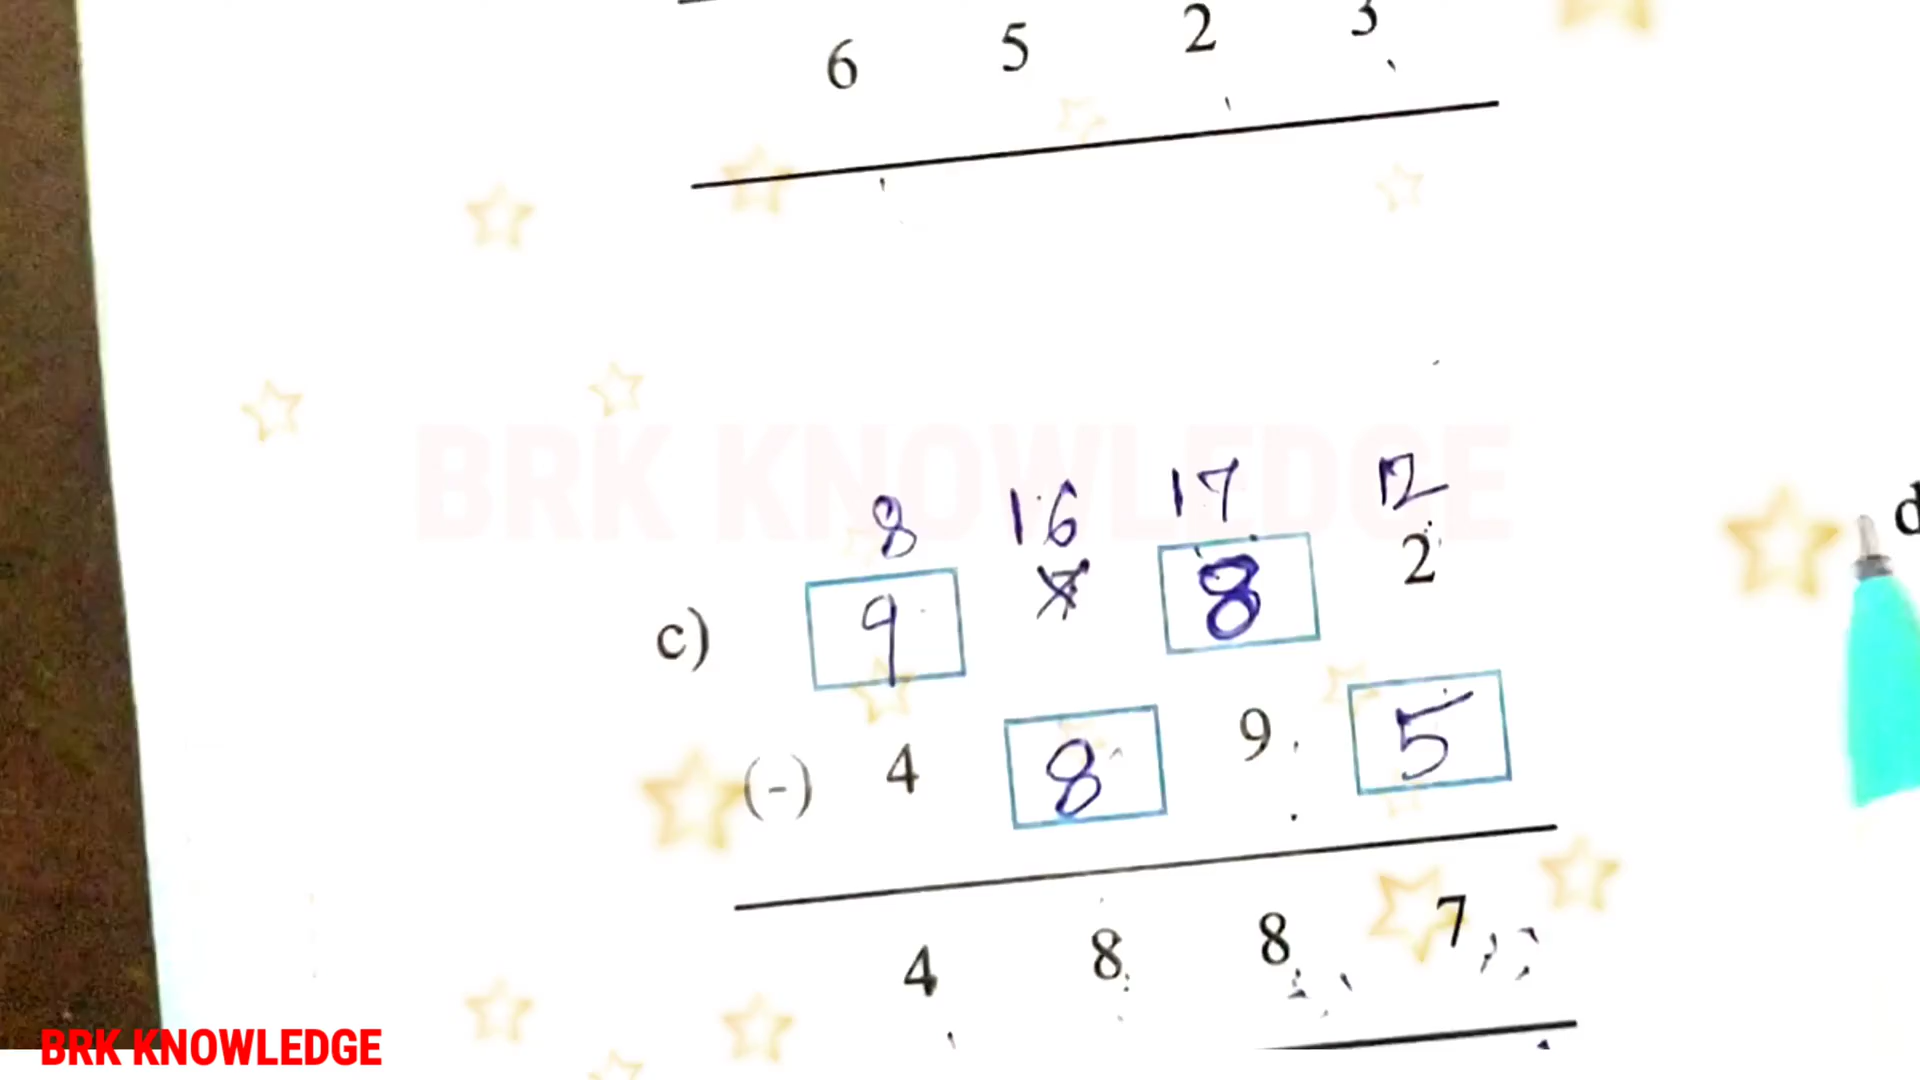 6 5 2 3
BRK KNOWLEDGE
8 16 17 12
c) 9 7 8 2
(-) 4 8 9 5
4 8 8 7
d
BRK KNOWLEDGE